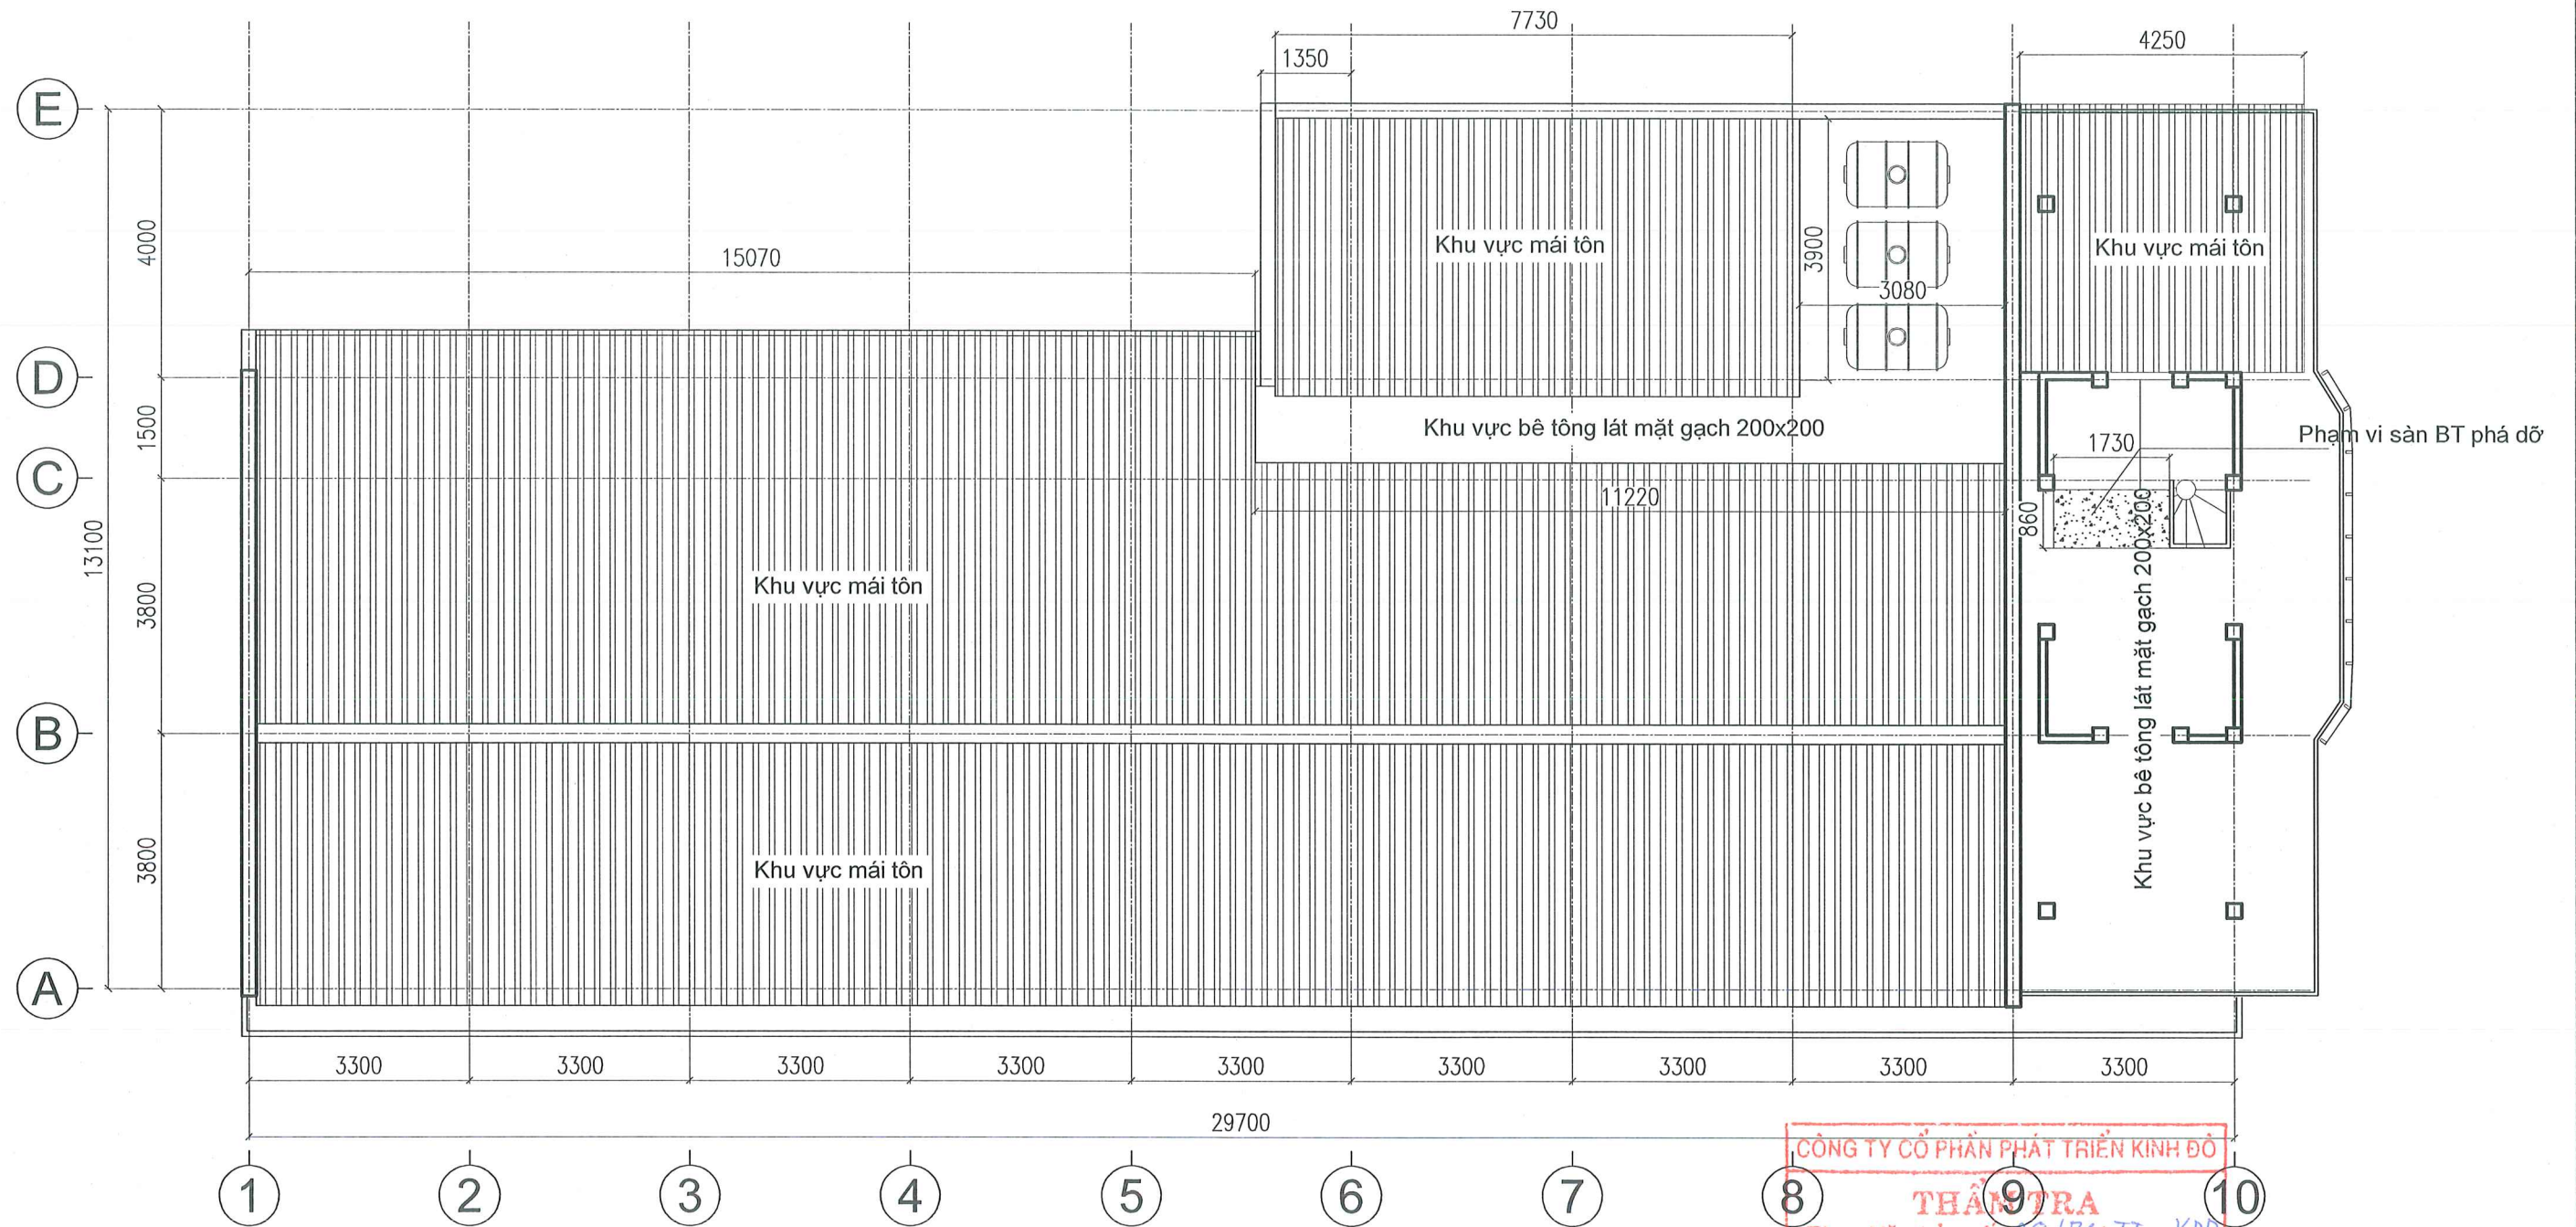 7730
1350
4250
E
4000
15070
Khu vực mái tôn
3900
3080
Khu vực mái tôn
D
1500
Khu vực bê tông lát mặt gạch 200x200
1730
Phạm vi sàn BT phá dỡ
C
11220
860
13100
3800
Khu vực mái tôn
Khu vực bê tông lát mặt gạch 200x200
B
3800
Khu vực mái tôn
A
3300 3300 3300 3300 3300 3300 3300 3300 3300
29700
CÔNG TY CỔ PHẦN PHÁT TRIỂN KINH ĐÔ
1 2 3 4 5 6 7 8 9 10
THẨM TRA